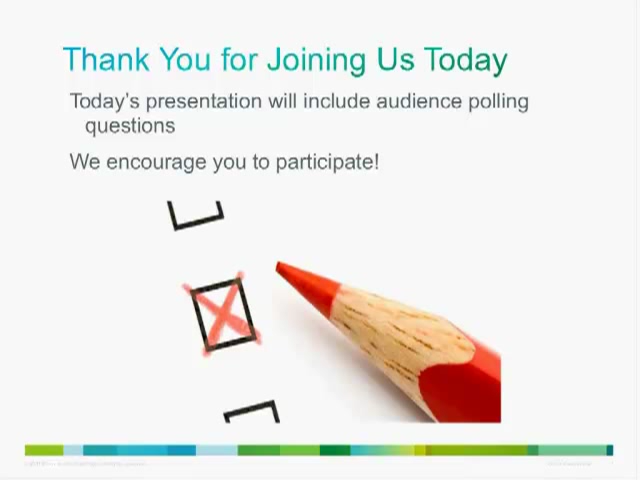 Thank You for Joining Us Today
Today's presentation will include audience polling
questions
We encourage you to participate!